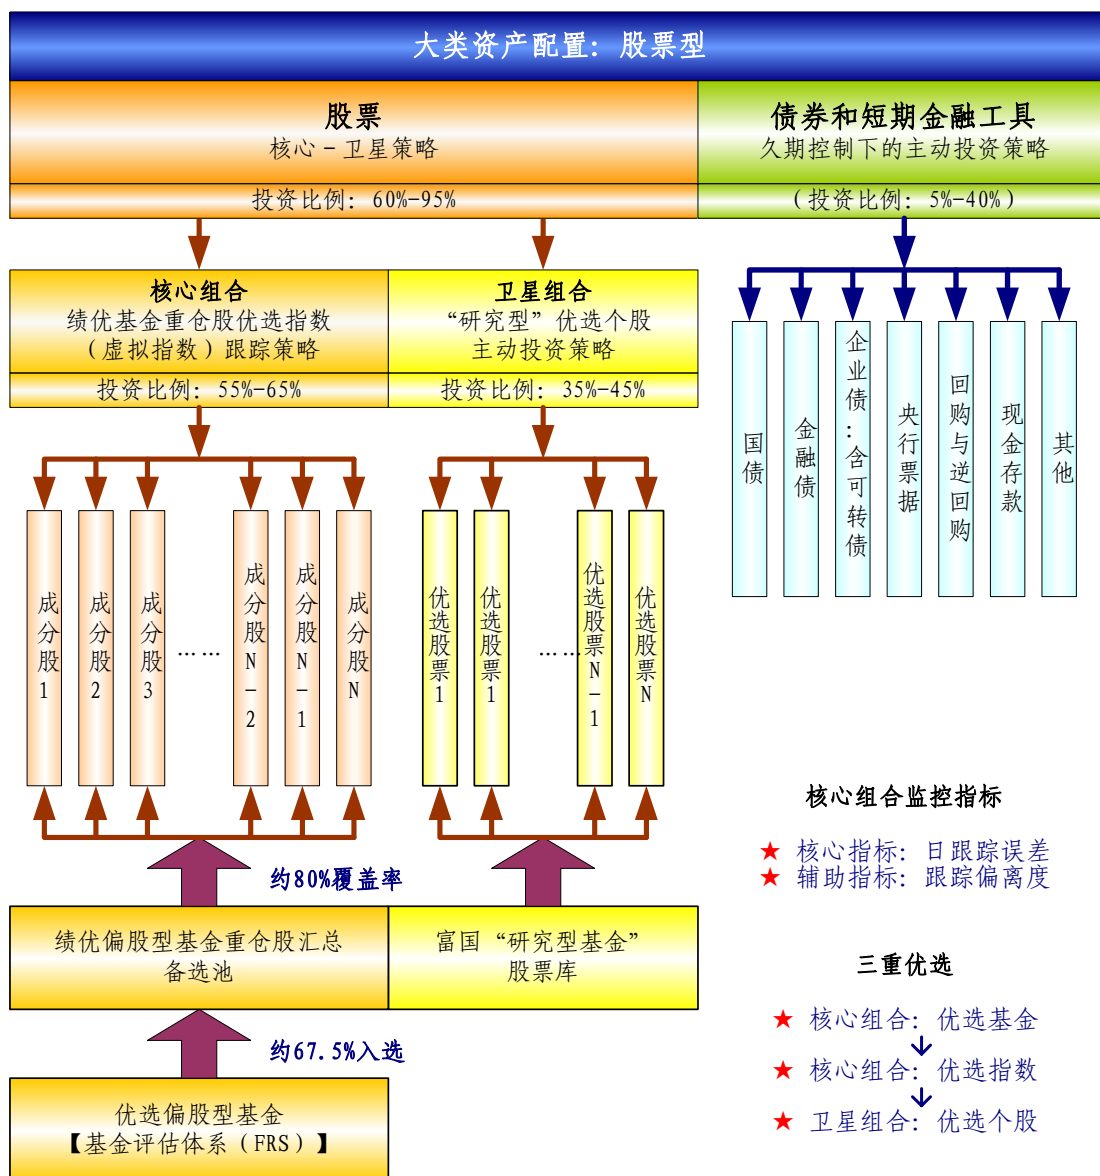 大类资产配置：股票型
股票
核心－卫星策略
投资比例：60%-95%
债券和短期金融工具
久期控制下的主动投资策略
（投资比例：5%-40%）
核心组合
绩优基金重仓股优选指数
（虚拟指数）跟踪策略
投资比例：55%-65%
卫星组合
“研究型”优选个股
主动投资策略
投资比例：35%-45%
国债
金融债
企业债：含可转债
央行票据
回购与逆回购
现金存款
其他
成分股1
成分股2
成分股3
……
成分股N-2
成分股N-1
成分股N
优选股票1
优选股票1
……
优选股票N-1
优选股票N
约80%覆盖率
绩优偏股型基金重仓股汇总
备选池
富国“研究型基金”
股票库
约67.5%入选
优选偏股型基金
【基金评估体系（FRS）】
核心组合监控指标
★ 核心指标：日跟踪误差
★ 辅助指标：跟踪偏离度
三重优选
★ 核心组合：优选基金
★ 核心组合：优选指数
★ 卫星组合：优选个股